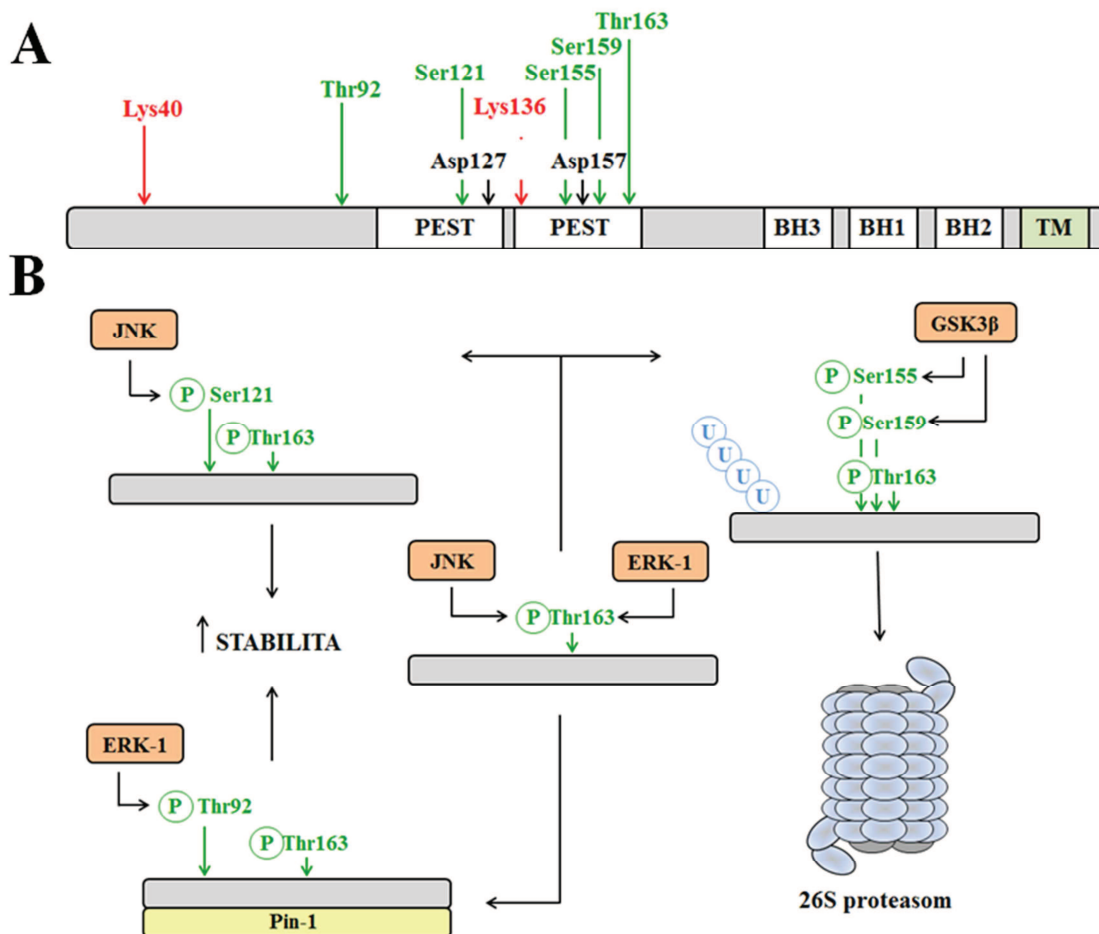 A
Thr163
Ser159
Ser121
Ser155
Thr92
Lys136
Lys40
Asp127
Asp157
PEST
PEST
BH3
BH1
BH2
TM
B
JNK
P Ser121
P Thr163
GSK3β
P Ser155
P Ser159
P Thr163
U
U
U
U
JNK
ERK-1
P Thr163
↑ STABILITA
ERK-1
P Thr92
P Thr163
Pin-1
26S proteasom